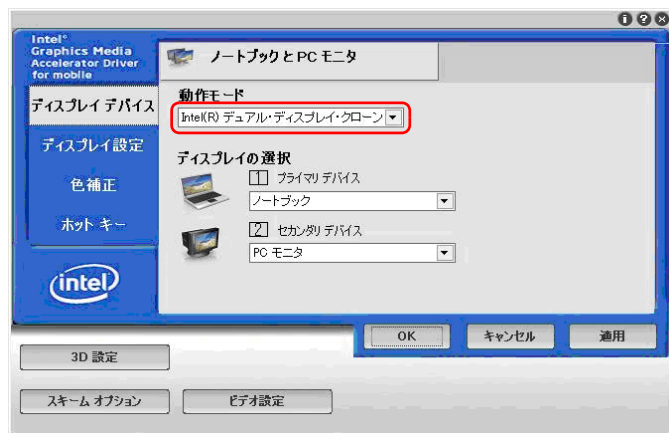 Intel®
Graphics Media
Accelerator Driver
for mobile
ノートブックと PC モニタ
ディスプレイ デバイス
ディスプレイ設定
色補正
ホット キー
intel
動作モード
Intel(R) デュアル・ディスプレイ・クローン
ディスプレイの選択
1 プライマリ デバイス
ノートブック
2 セカンダリ デバイス
PC モニタ
OK
キャンセル
適用
3D 設定
スキーム オプション
ビデオ設定